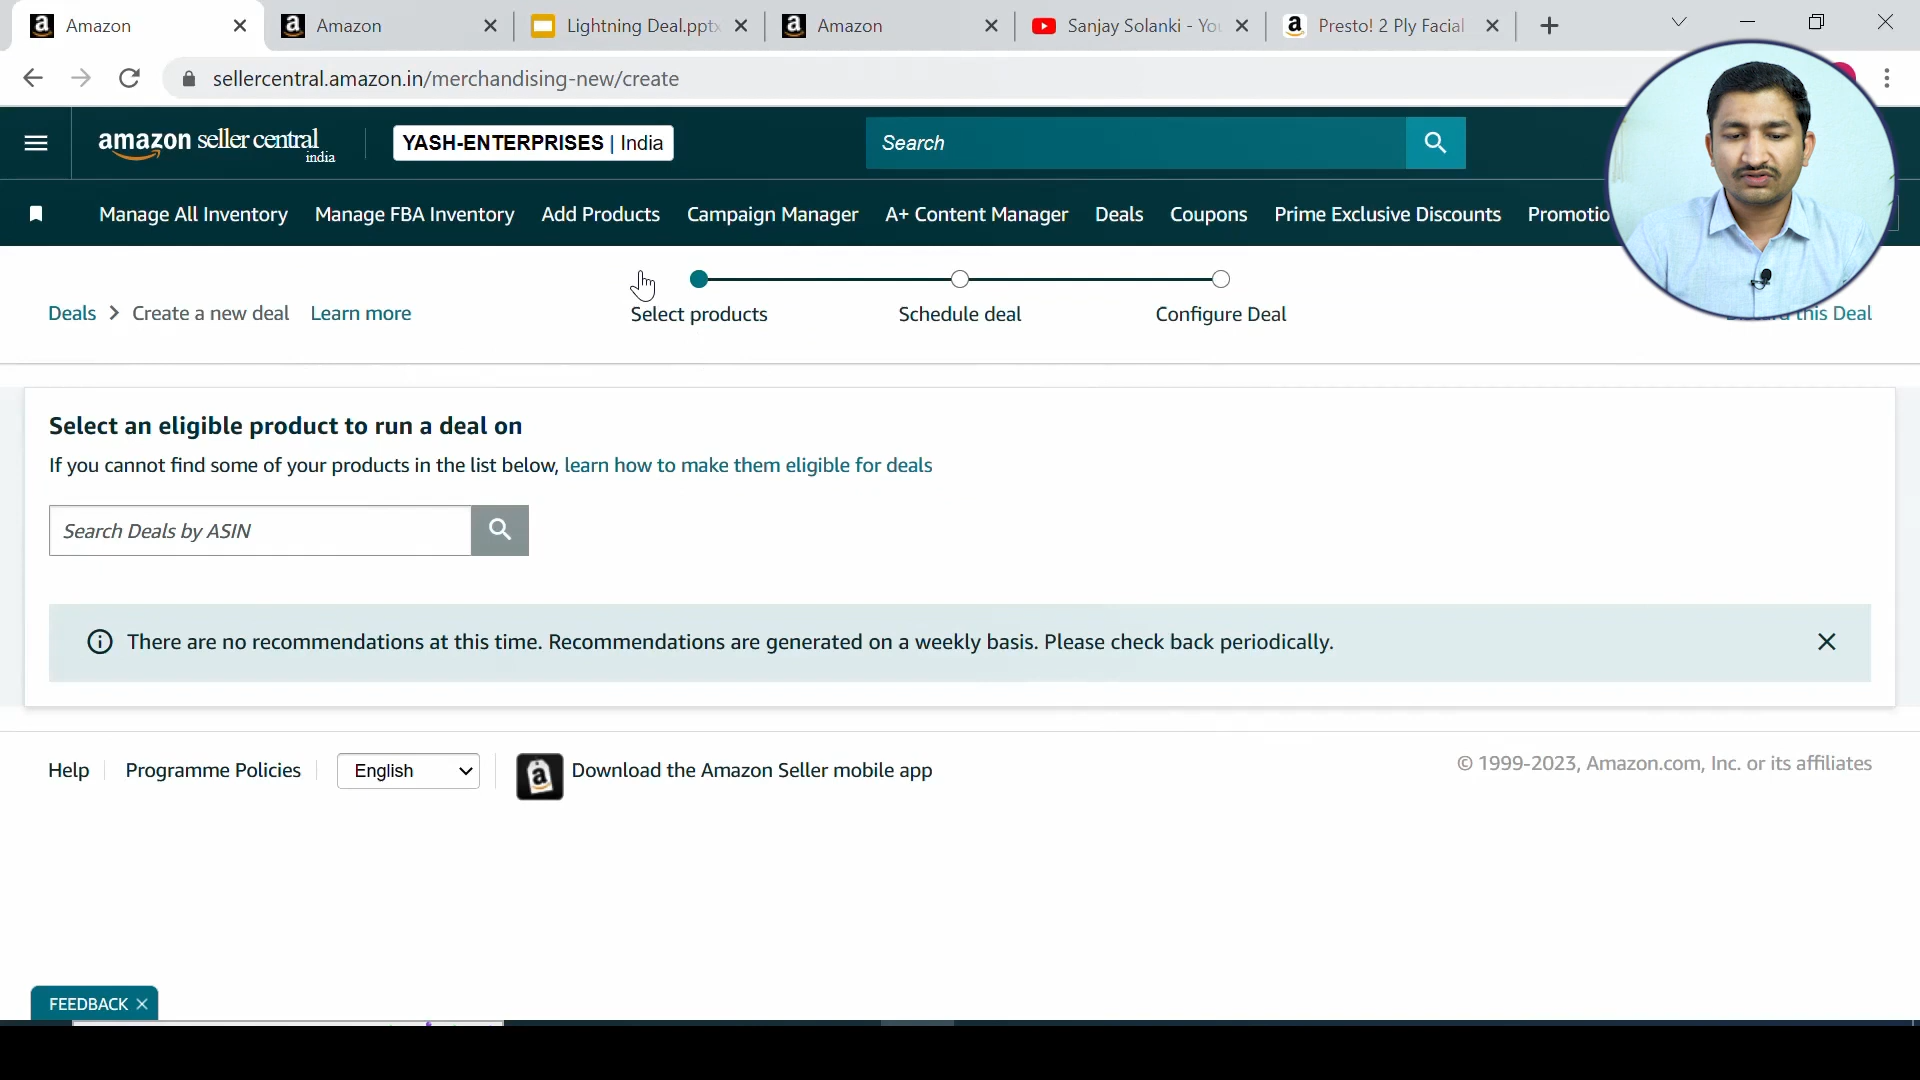 Amazon
Amazon
Lightning Deal.pptx
Amazon
Sanjay Solanki - You
Presto! 2 Ply Facial
sellercentral.amazon.in/merchandising-new/create
amazon seller central
india
YASH-ENTERPRISES | India
Search
Manage All Inventory
Manage FBA Inventory
Add Products
Campaign Manager
A+ Content Manager
Deals
Coupons
Prime Exclusive Discounts
Promotio
Deals > Create a new deal
Learn more
Select products
Schedule deal
Configure Deal
this Deal
Select an eligible product to run a deal on
If you cannot find some of your products in the list below, learn how to make them eligible for deals
Search Deals by ASIN
There are no recommendations at this time. Recommendations are generated on a weekly basis. Please check back periodically.
Help
Programme Policies
English
Download the Amazon Seller mobile app
© 1999-2023, Amazon.com, Inc. or its affiliates
FEEDBACK